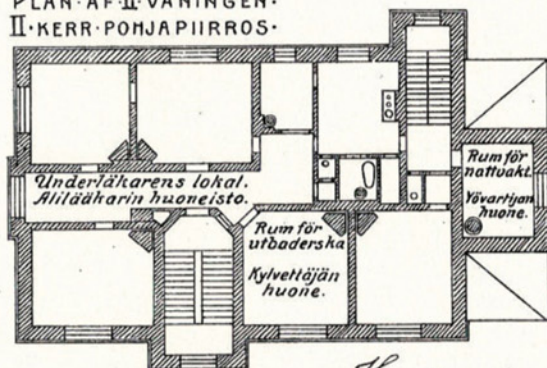 PLAN·AF·II·VÅNINGEN·
II·KERR·POHJAPIIRROS·
Underläkarens lokal.
Alilääkärin huoneisto.
Rum för
nattvakt.
Yövartijan
huone.
Rum för
utbaderska
Kylvettäjän
huone.